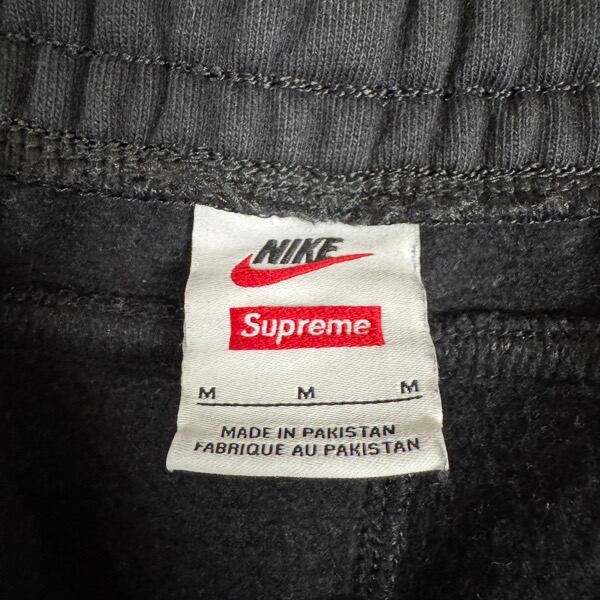 NIKE
Supreme
M M M
MADE IN PAKISTAN
FABRIQUE AU PAKISTAN